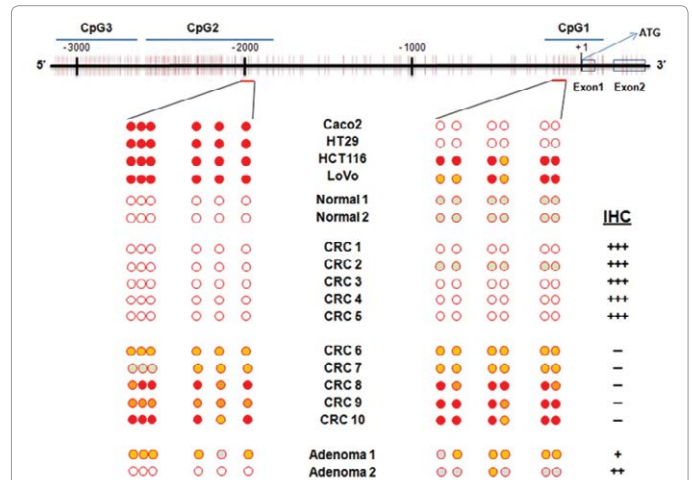 CpG3 CpG2 CpG1
-3000 -2000 -1000 +1 ATG
5' 3'
Exon1 Exon2
Caco2
HT29
HCT116
LoVo
Normal 1
Normal 2
IHC
CRC 1 +++
CRC 2 +++
CRC 3 +++
CRC 4 +++
CRC 5 +++
CRC 6 –
CRC 7 –
CRC 8 –
CRC 9 –
CRC 10 –
Adenoma 1 +
Adenoma 2 ++